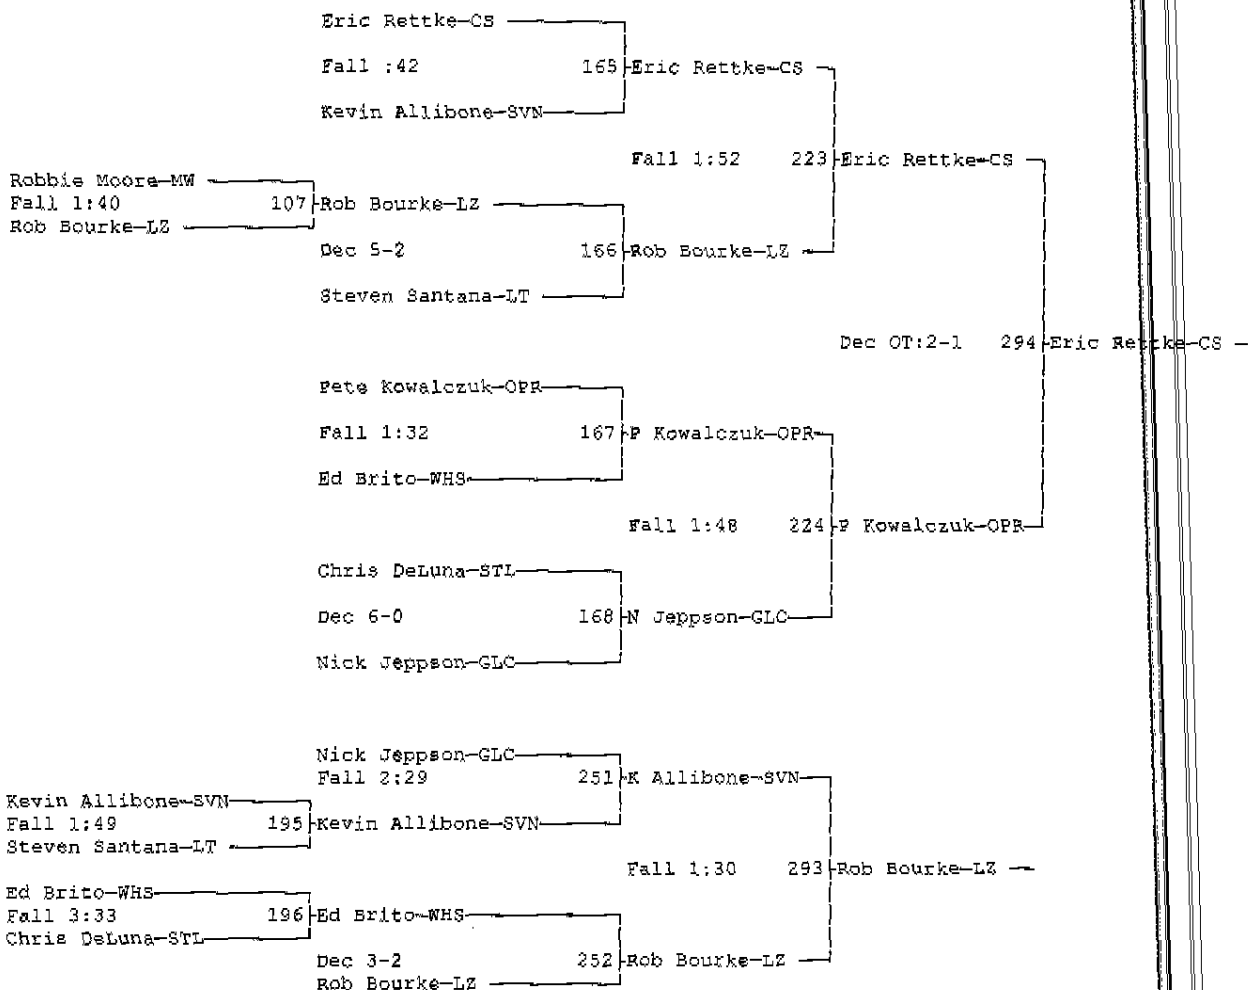 Eric Rettke-CS
Fall :42 165 Eric Rettke-CS
Kevin Allibone-SVN
Fall 1:52 223 Eric Rettke-CS
Robbie Moore-MW
Fall 1:40 107 Rob Bourke-LZ
Rob Bourke-LZ
Dec 5-2 166 Rob Bourke-LZ
Steven Santana-LT
Dec OT:2-1 294 Eric Rettke-CS
Pete Kowalczuk-OPR
Fall 1:32 167 P Kowalczuk-OPR
Ed Brito-WHS
Fall 1:48 224 P Kowalczuk-OPR
Chris DeLuna-STL
Dec 6-0 168 N Jeppson-GLC
Nick Jeppson-GLC
Nick Jeppson-GLC
Fall 2:29 251 K Allibone-SVN
Kevin Allibone-SVN
Fall 1:49 195 Kevin Allibone-SVN
Steven Santana-LT
Fall 1:30 293 Rob Bourke-LZ
Ed Brito-WHS
Fall 3:33 196 Ed Brito-WHS
Chris DeLuna-STL
Dec 3-2 252 Rob Bourke-LZ
Rob Bourke-LZ